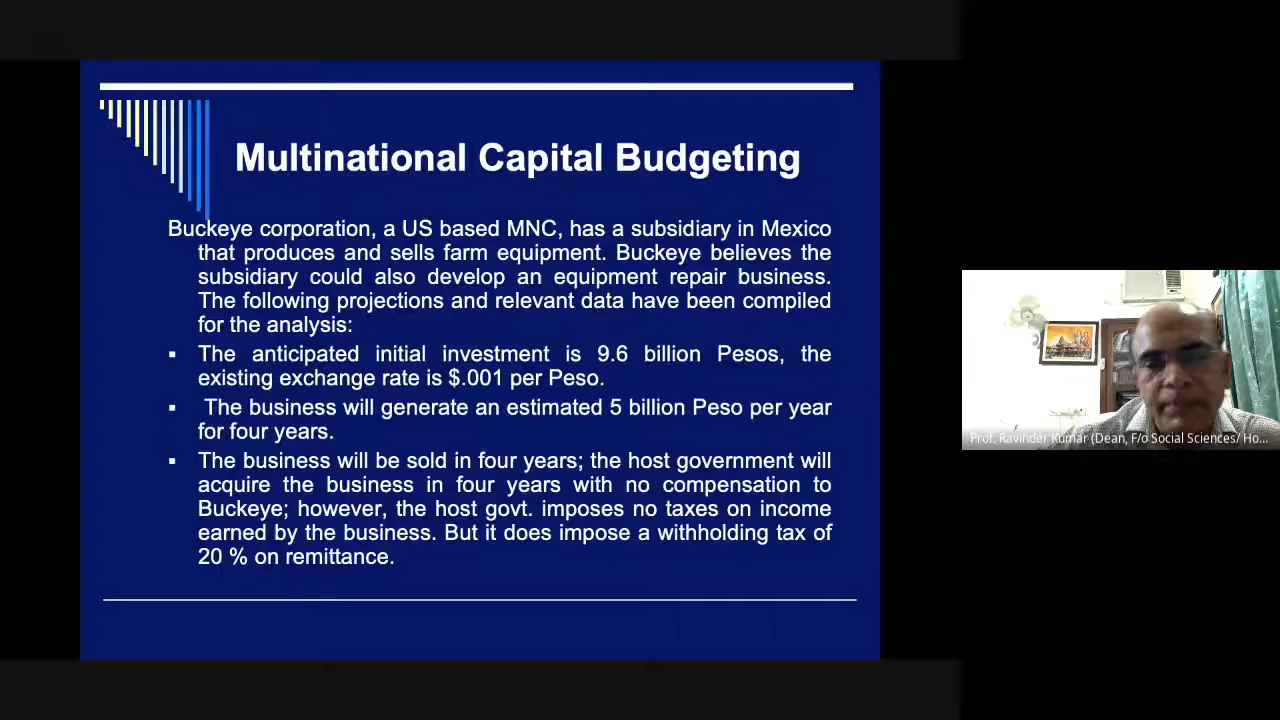 Multinational Capital Budgeting
Buckeye corporation, a US based MNC, has a subsidiary in Mexico
that produces and sells farm equipment. Buckeye believes the
subsidiary could also develop an equipment repair business.
The following projections and relevant data have been compiled
for the analysis:
▪ The anticipated initial investment is 9.6 billion Pesos, the
existing exchange rate is $.001 per Peso.
▪ The business will generate an estimated 5 billion Peso per year
for four years.
▪ The business will be sold in four years; the host government will
acquire the business in four years with no compensation to
Buckeye; however, the host govt. imposes no taxes on income
earned by the business. But it does impose a withholding tax of
20 % on remittance.
Prof. Ravinder Kumar (Dean, F/o Social Sciences/ Ho...